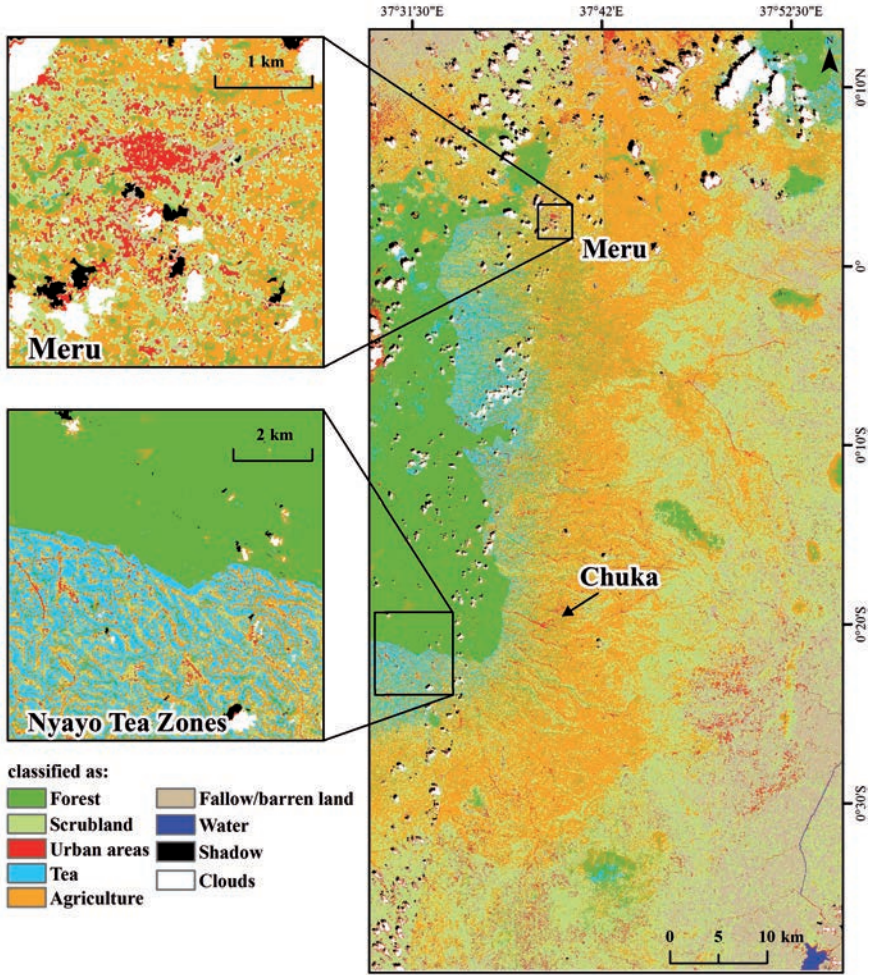 37°31'30"E 37°42'E 37°52'30"E
1 km
N
0°10'N
Meru
Meru
0°
2 km
0°10'S
Chuka
0°20'S
Nyayo Tea Zones
classified as:
Forest
Scrubland
Urban areas
Tea
Agriculture
Fallow/barren land
Water
Shadow
Clouds
0°30'S
0 5 10 km